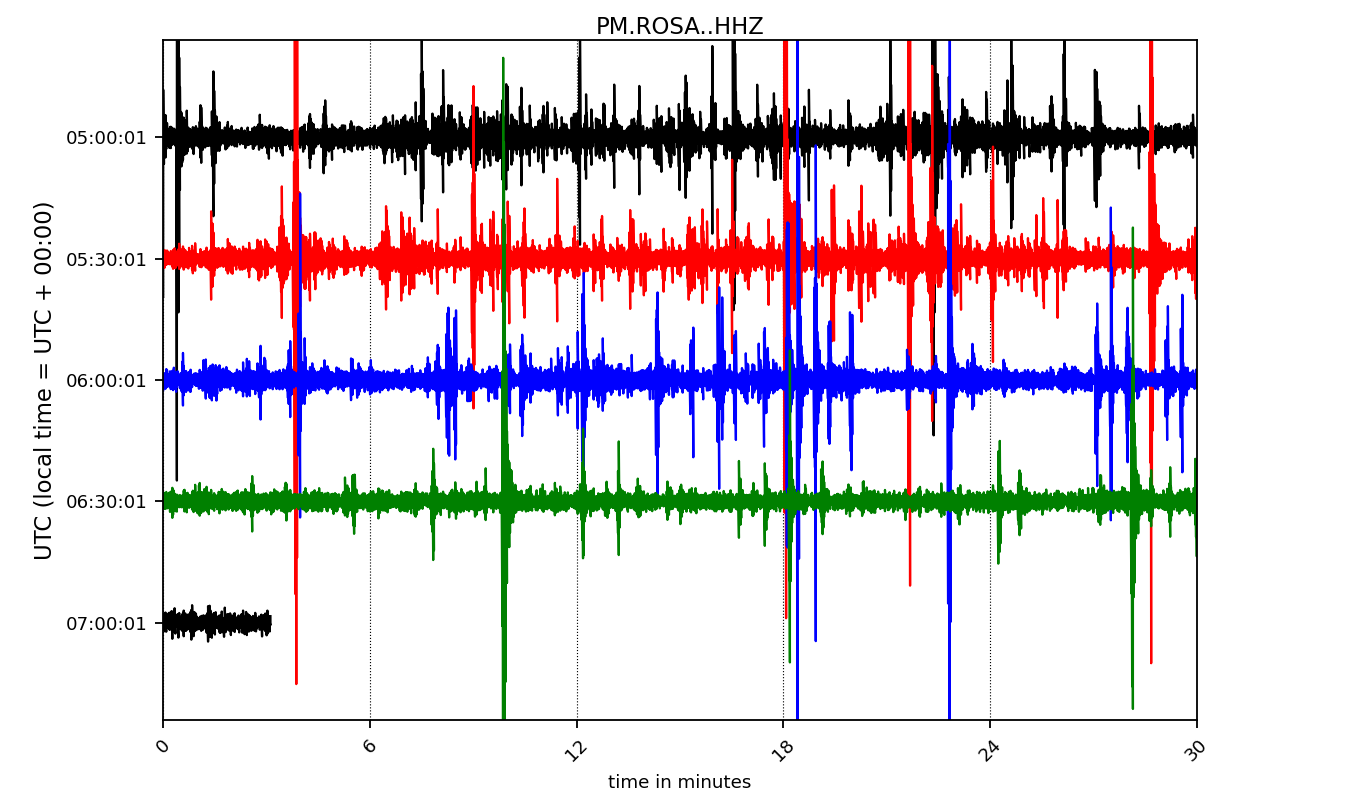 PM.ROSA..HHZ
UTC (local time = UTC + 00:00)
05:00:01
05:30:01
06:00:01
06:30:01
07:00:01
0 6 12 18 24 30
time in minutes